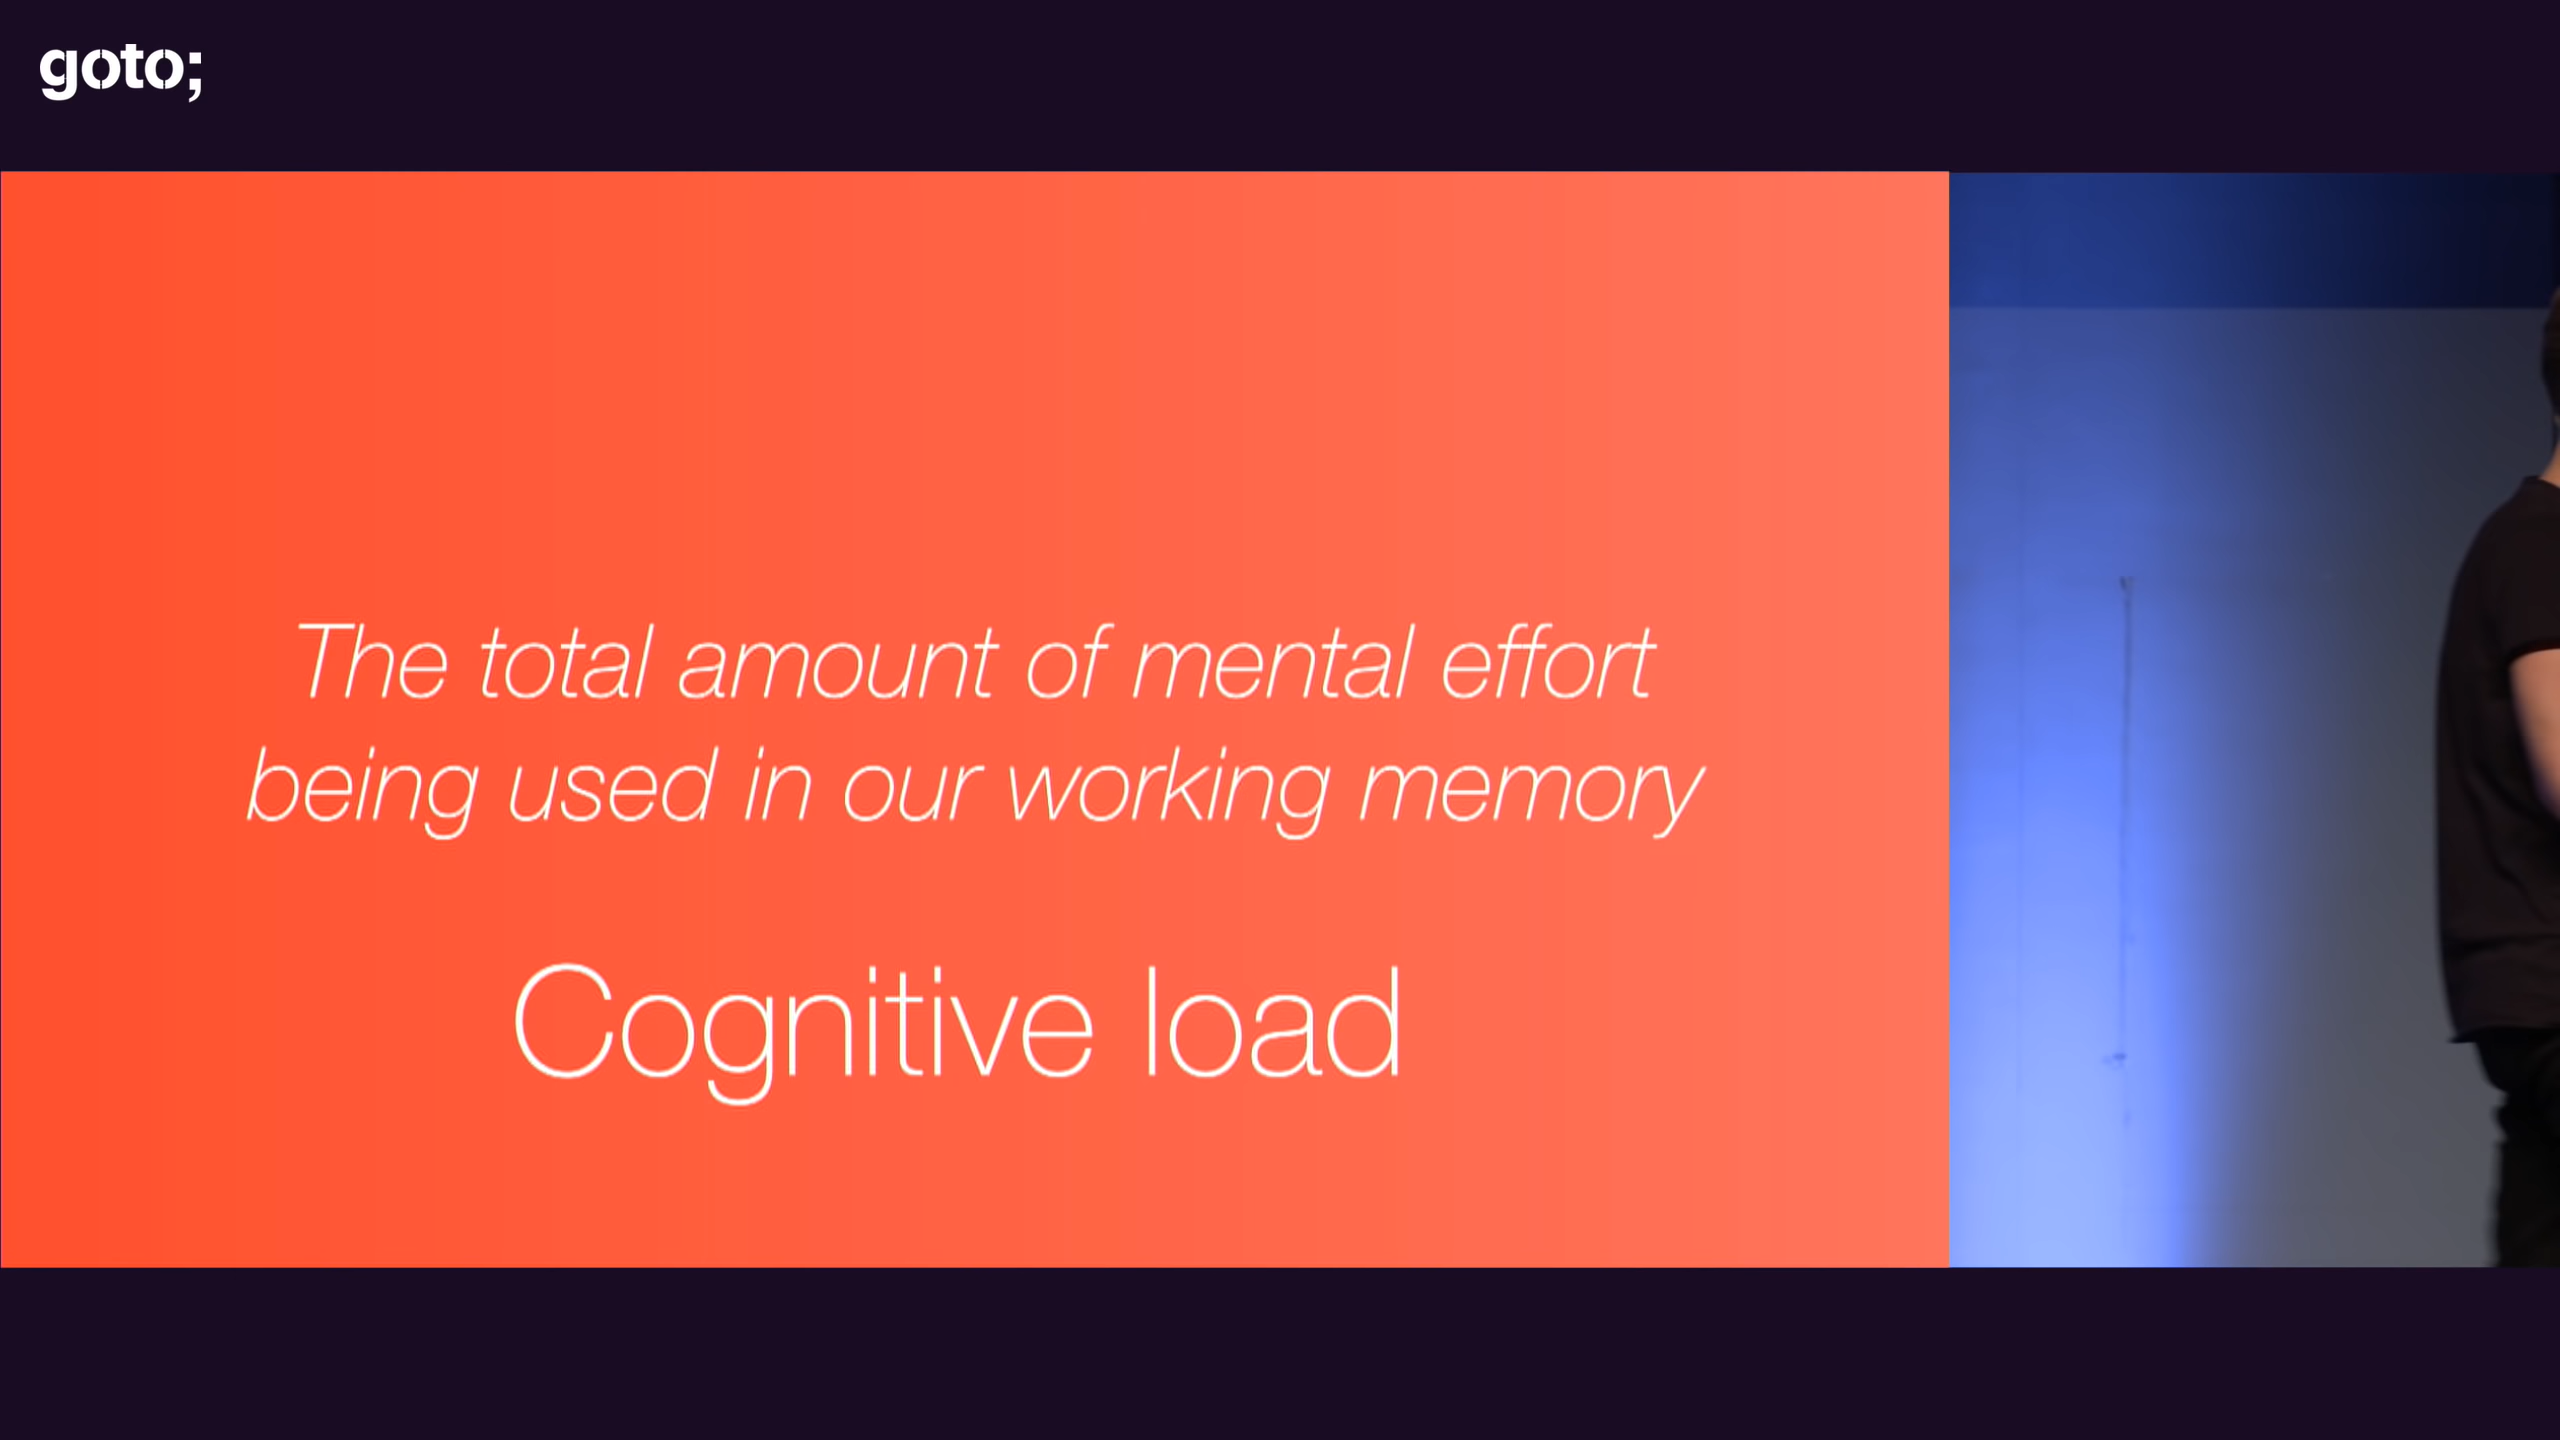 goto;
The total amount of mental effort
being used in our working memory
Cognitive load